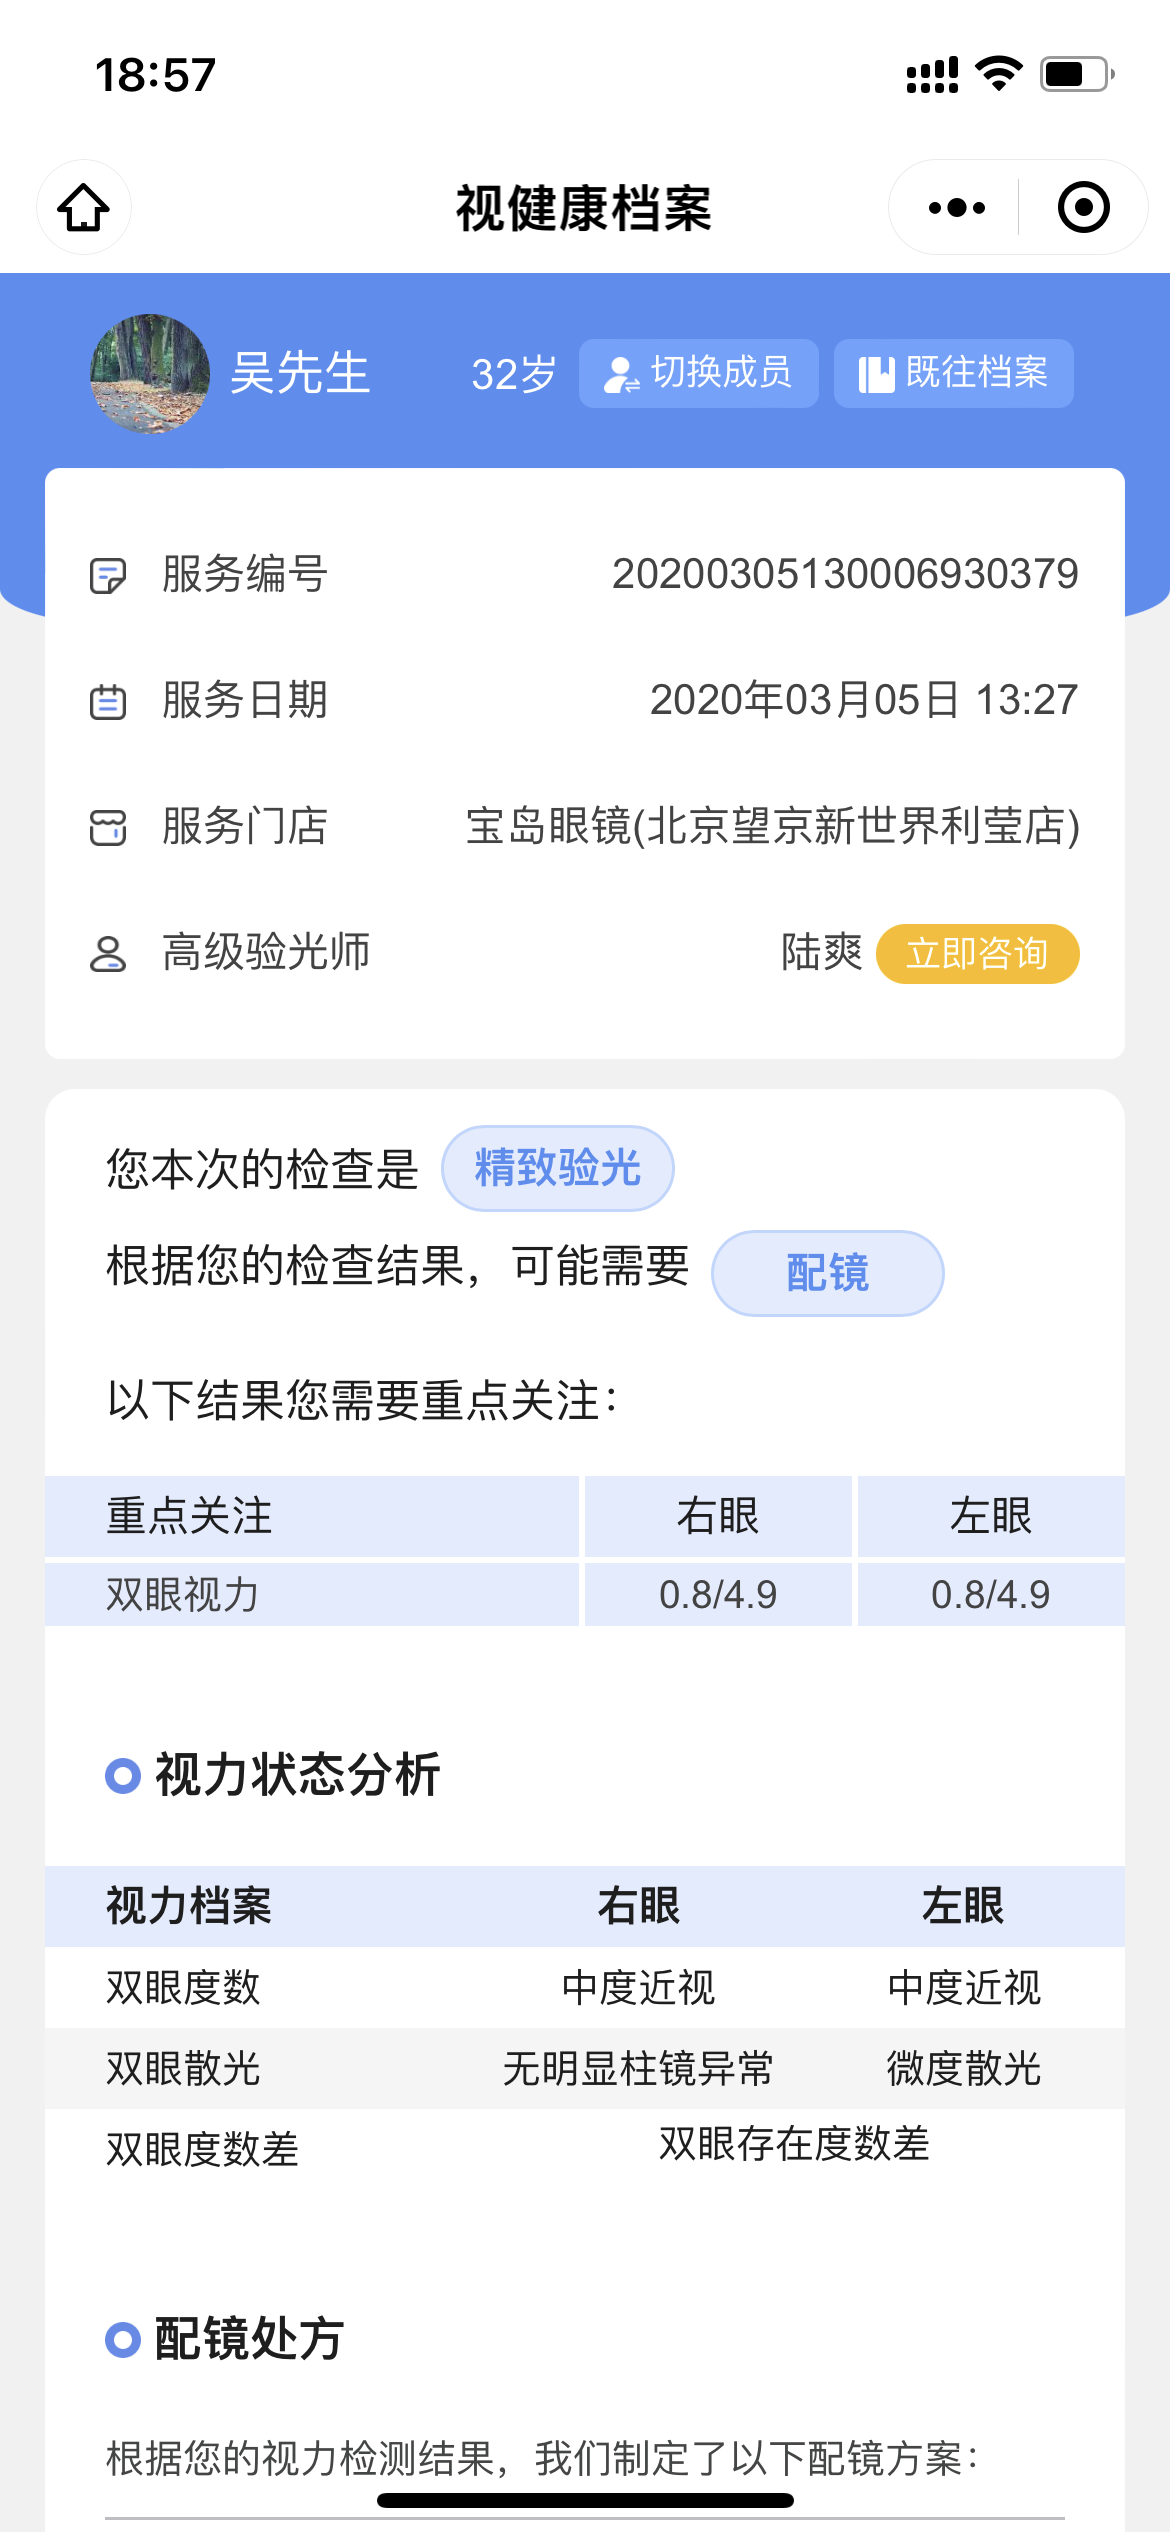 18:57
视健康档案
吴先生 32岁 切换成员 既往档案
服务编号 20200305130006930379
服务日期 2020年03月05日 13:27
服务门店 宝岛眼镜(北京望京新世界利莹店)
高级验光师 陆爽 立即咨询
您本次的检查是 精致验光
根据您的检查结果，可能需要 配镜
以下结果您需要重点关注：
重点关注 右眼 左眼
双眼视力 0.8/4.9 0.8/4.9
视力状态分析
视力档案 右眼 左眼
双眼度数 中度近视 中度近视
双眼散光 无明显柱镜异常 微度散光
双眼度数差 双眼存在度数差
配镜处方
根据您的视力检测结果，我们制定了以下配镜方案：